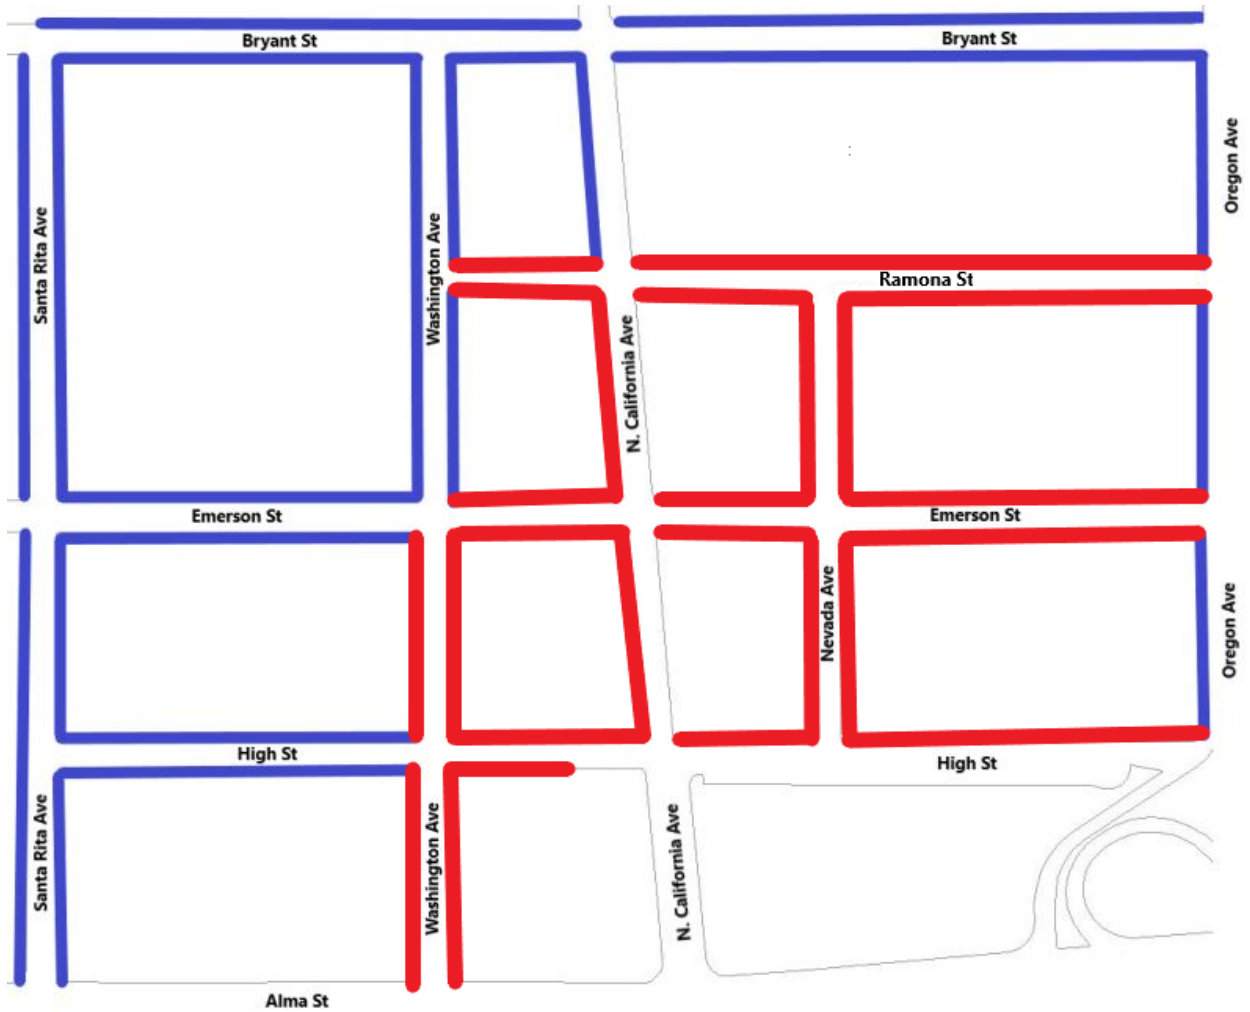 Bryant St
Bryant St
Oregon Ave
Santa Rita Ave
Washington Ave
Ramona St
N. California Ave
Emerson St
Emerson St
Nevada Ave
Oregon Ave
High St
High St
Santa Rita Ave
Washington Ave
N. California Ave
Alma St